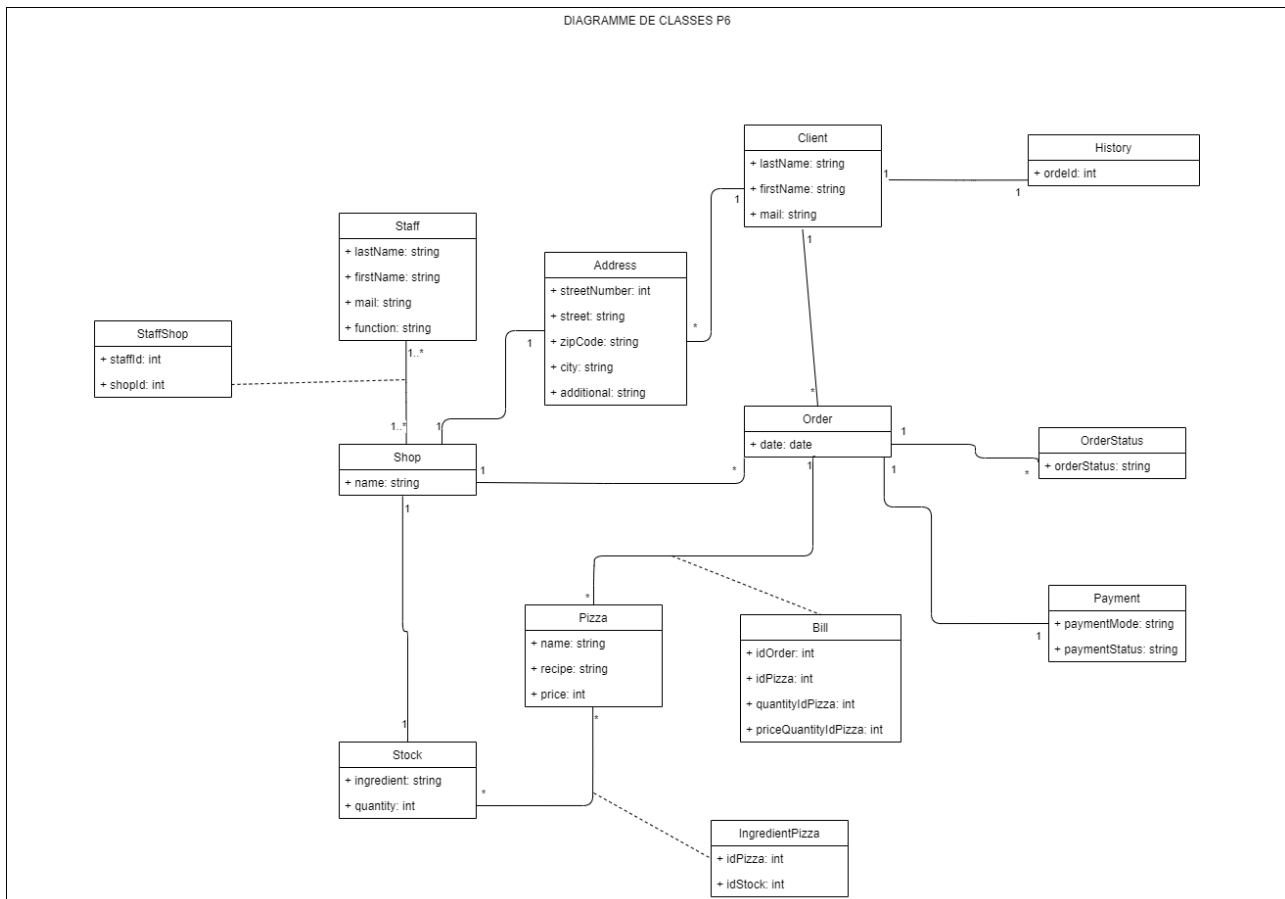 DIAGRAMME DE CLASSES P6
Client
+ lastName: string
+ firstName: string
+ mail: string
1
1
1
*
1
*
History
+ ordeId: int
Staff
+ lastName: string
+ firstName: string
+ mail: string
+ function: string
1..*
1..*
Address
+ streetNumber: int
+ street: string
+ zipCode: string
+ city: string
+ additional: string
1
1
StaffShop
+ staffId: int
+ shopId: int
Shop
+ name: string
1
*
1
1
Order
+ date: date
1
*
1
*
1
1
OrderStatus
+ orderStatus: string
Payment
+ paymentMode: string
+ paymentStatus: string
Pizza
+ name: string
+ recipe: string
+ price: int
*
*
Bill
+ idOrder: int
+ idPizza: int
+ quantityIdPizza: int
+ priceQuantityIdPizza: int
Stock
+ ingredient: string
+ quantity: int
IngredientPizza
+ idPizza: int
+ idStock: int